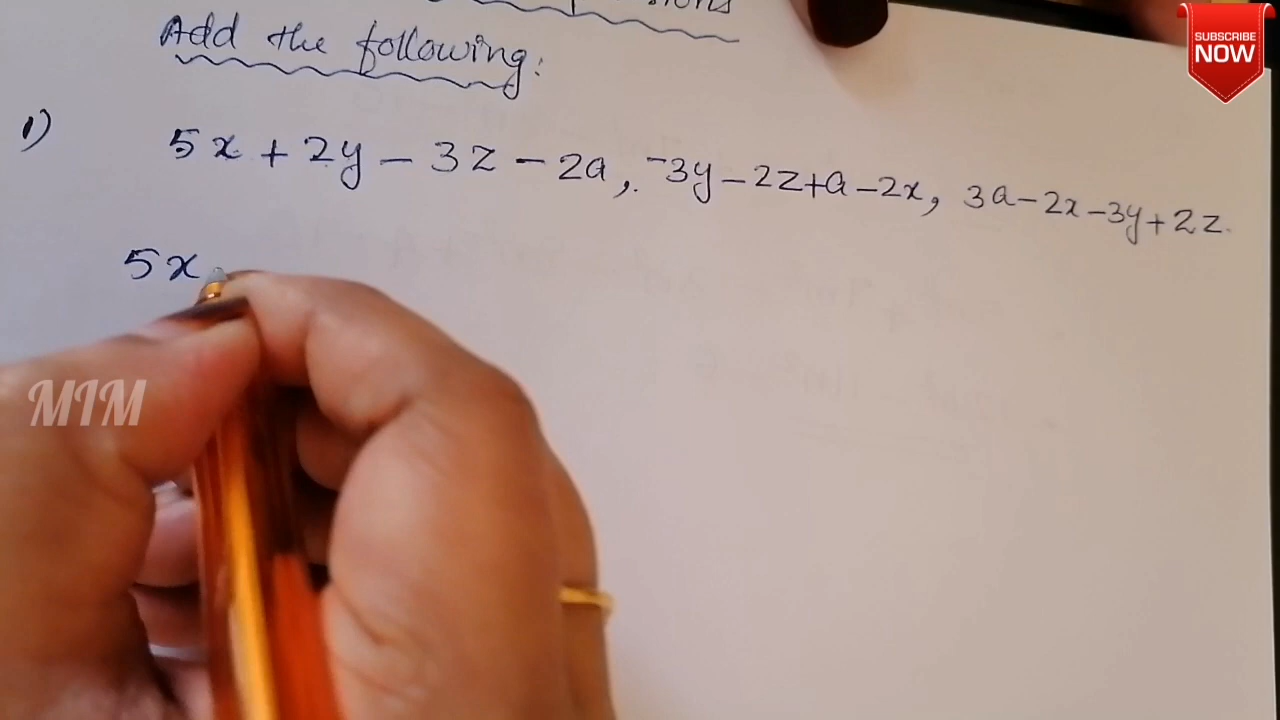 Add the following:
1) 5x + 2y - 3z - 2a, -3y - 2z + a - 2x, 3a - 2x - 3y + 2z.
5x
MIM
SUBSCRIBE
NOW